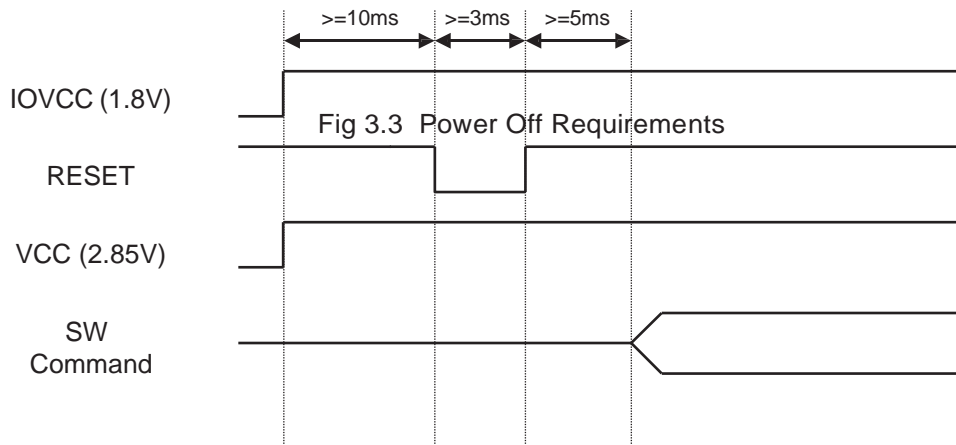 >=10ms >=3ms >=5ms
IOVCC (1.8V)
Fig 3.3 Power Off Requirements
RESET
VCC (2.85V)
SW
Command